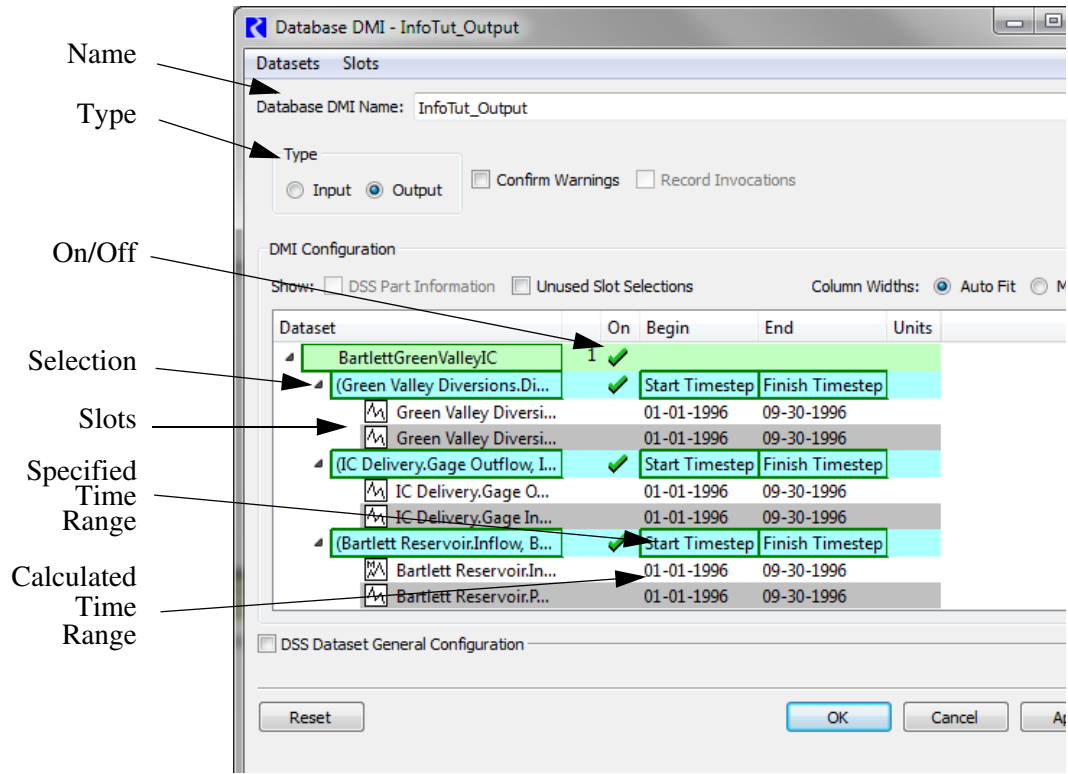 Database DMI - InfoTut_Output
Name
Datasets Slots
Database DMI Name: InfoTut_Output
Type
Type
Input Output Confirm Warnings Record Invocations
On/Off
DMI Configuration
Show: DSS Part Information Unused Slot Selections Column Widths: Auto Fit M
Dataset On Begin End Units
BartlettGreenValleyIC 1
Selection
(Green Valley Diversions.Di... Start Timestep Finish Timestep
Green Valley Diversi... 01-01-1996 09-30-1996
Slots
Green Valley Diversi... 01-01-1996 09-30-1996
Specified
Time
Range
(IC Delivery.Gage Outflow, I... Start Timestep Finish Timestep
IC Delivery.Gage O... 01-01-1996 09-30-1996
IC Delivery.Gage In... 01-01-1996 09-30-1996
(Bartlett Reservoir.Inflow, B... Start Timestep Finish Timestep
Calculated
Time
Range
Bartlett Reservoir.In... 01-01-1996 09-30-1996
Bartlett Reservoir.P... 01-01-1996 09-30-1996
DSS Dataset General Configuration
Reset OK Cancel Ap